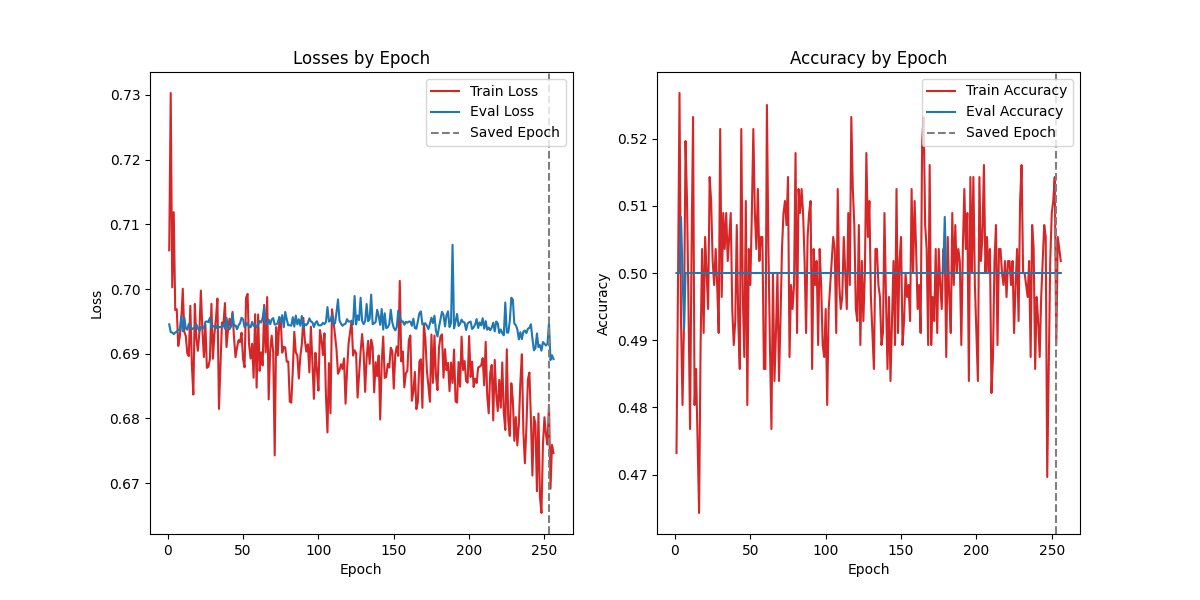 Losses by Epoch
Loss
0.73
0.72
0.71
0.70
0.69
0.68
0.67
Train Loss
Eval Loss
Saved Epoch
0 50 100 150 200 250
Epoch
Accuracy by Epoch
Accuracy
0.52
0.51
0.50
0.49
0.48
0.47
Train Accuracy
Eval Accuracy
Saved Epoch
0 50 100 150 200 250
Epoch